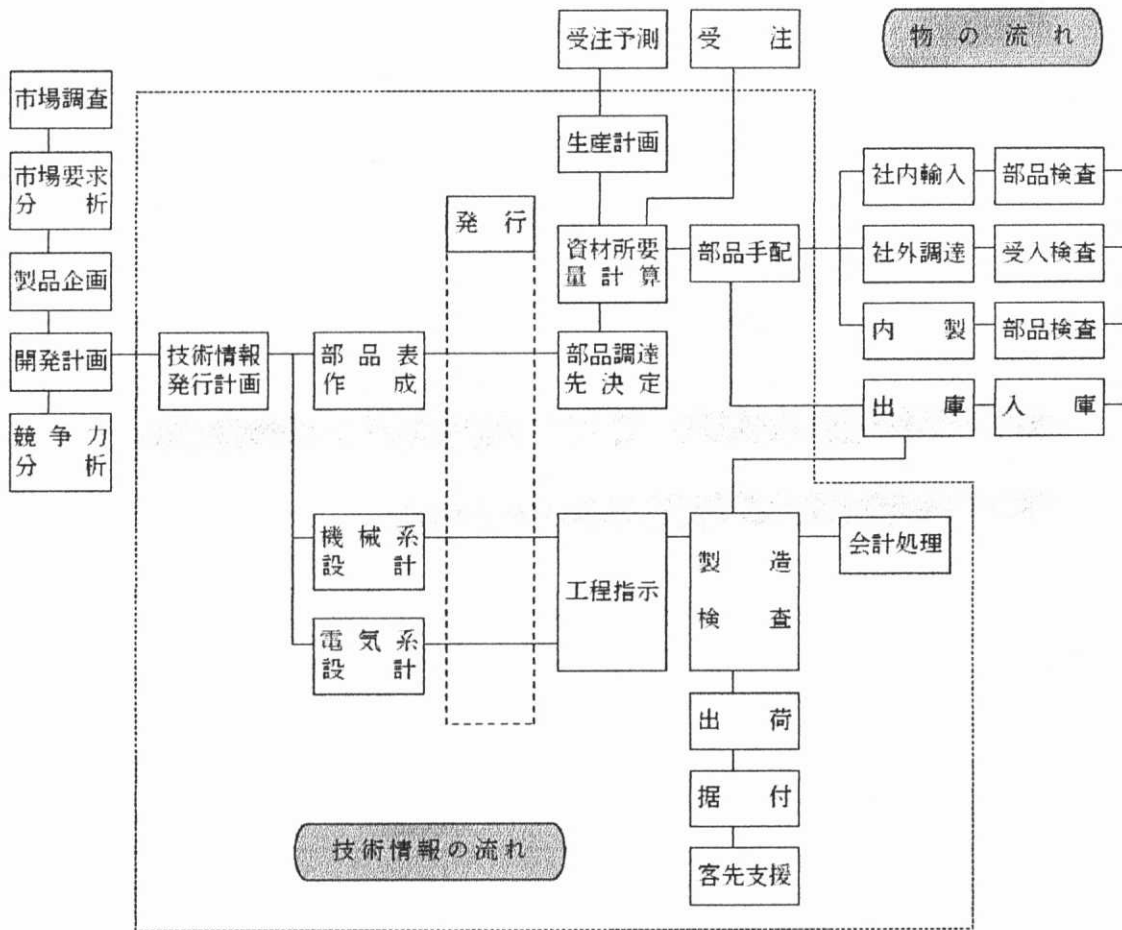 受注予測
受注
物の流れ
市場調査
市場要求
分析
製品企画
開発計画
競争力
分析
生産計画
発行
資材所要
量計算
部品手配
社内輸入
部品検査
社外調達
受入検査
内製
部品検査
出庫
入庫
技術情報
発行計画
部品表
作成
部品調達
先決定
機械系
設計
電気系
設計
工程指示
製造
検査
会計処理
出荷
据付
客先支援
技術情報の流れ